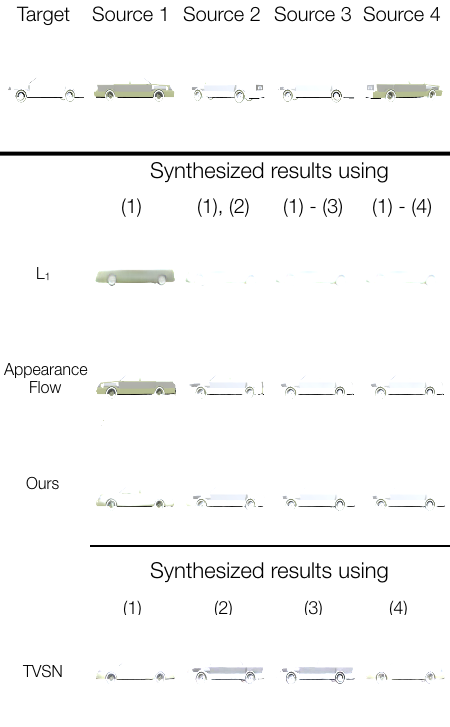 Target Source 1 Source 2 Source 3 Source 4
Synthesized results using
(1) (1), (2) (1) - (3) (1) - (4)
L₁
Appearance
Flow
Ours
Synthesized results using
(1) (2) (3) (4)
TVSN